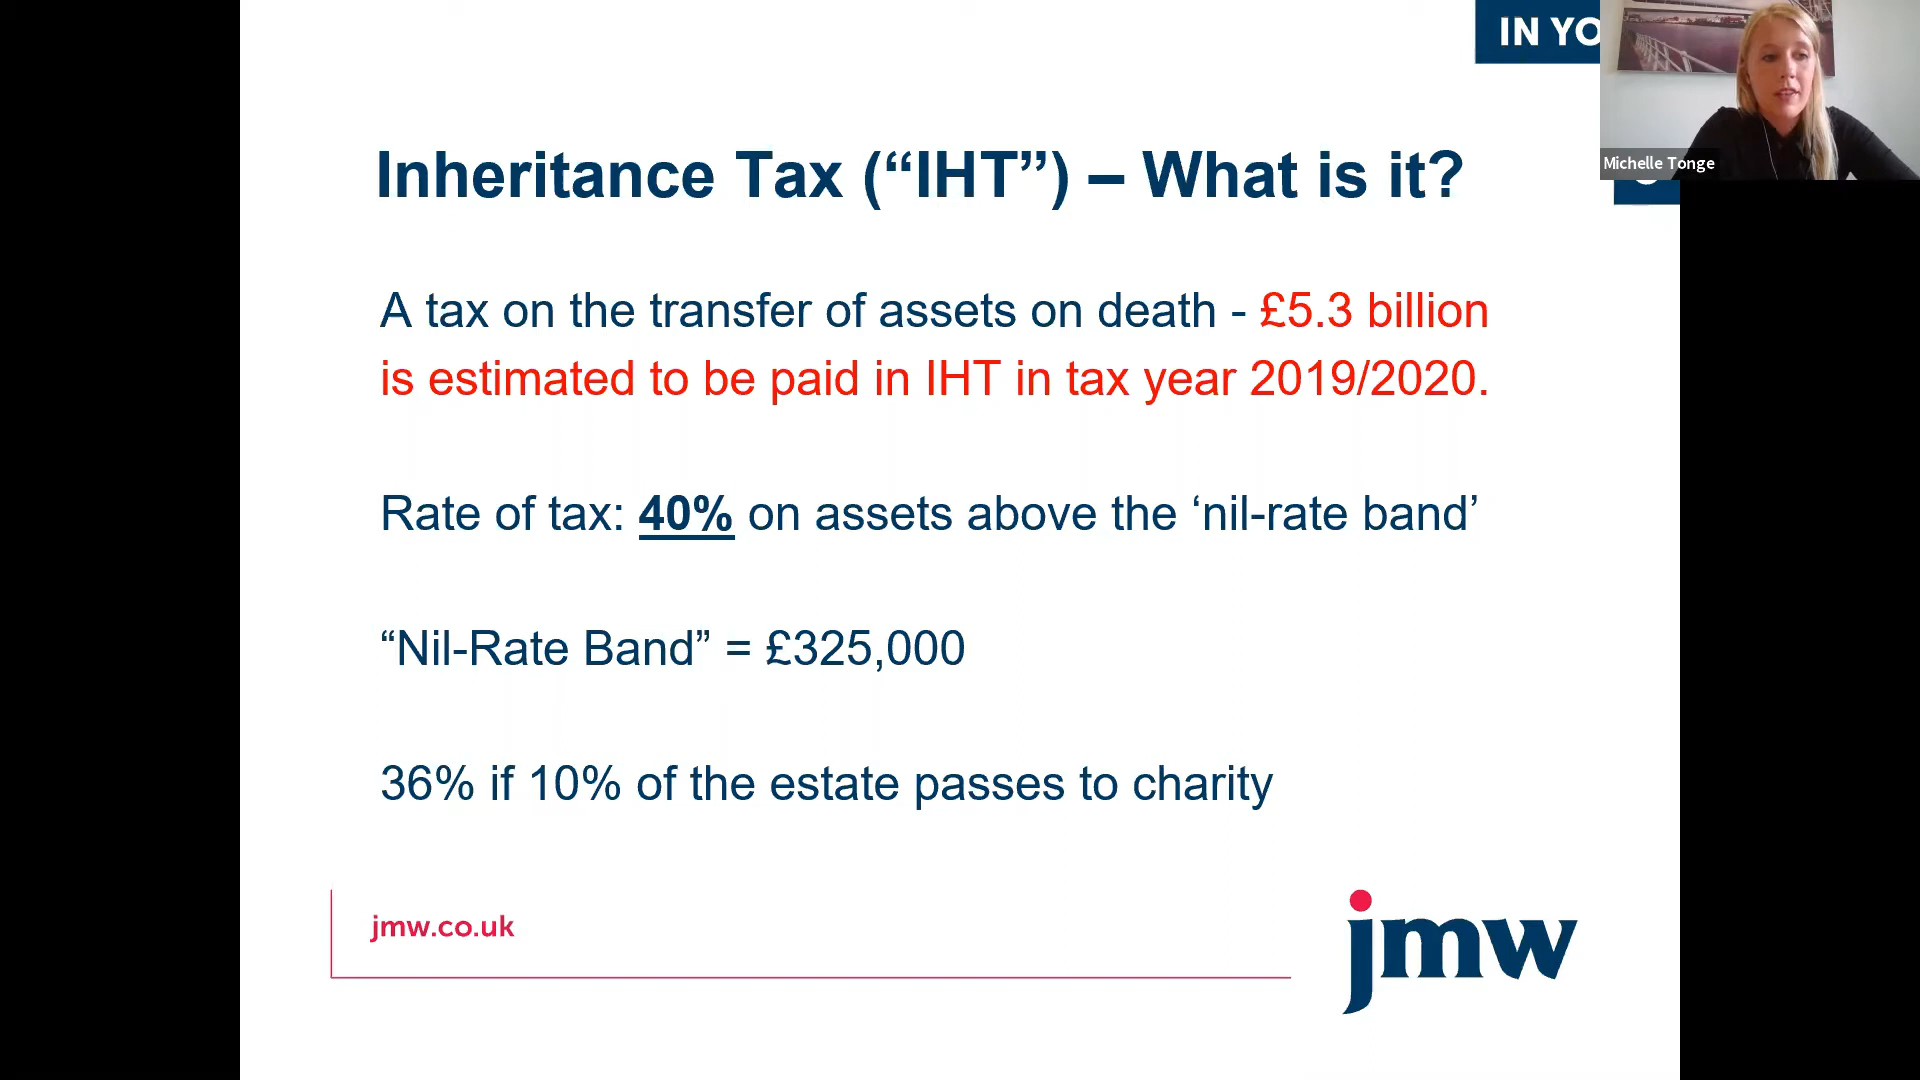 IN YO
Michelle Tonge
Inheritance Tax (“IHT”) – What is it?
A tax on the transfer of assets on death - £5.3 billion
is estimated to be paid in IHT in tax year 2019/2020.
Rate of tax: 40% on assets above the ‘nil-rate band’
“Nil-Rate Band” = £325,000
36% if 10% of the estate passes to charity
jmw.co.uk
jmw